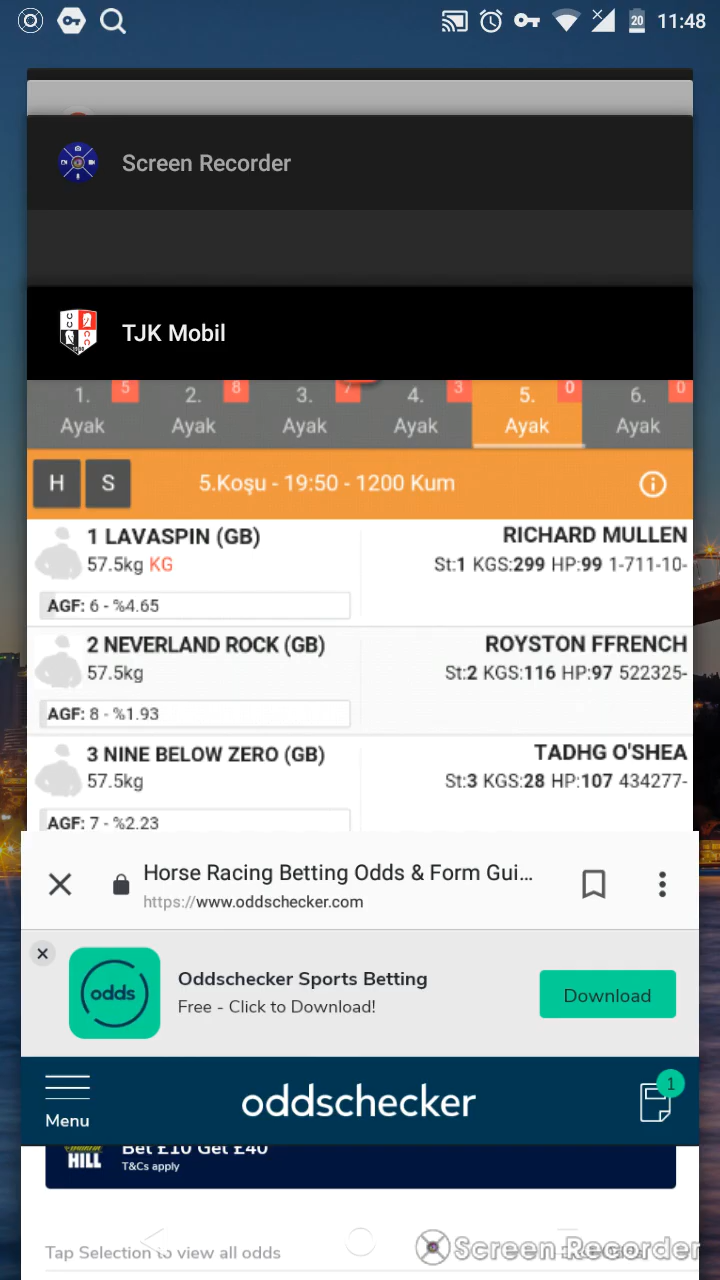 20 11:48
Screen Recorder
TJK Mobil
1. 5 2. 8 3. 7 4. 3 5. 0 6. 0
Ayak Ayak Ayak Ayak Ayak Ayak
H S 5.Koşu - 19:50 - 1200 Kum
1 LAVASPIN (GB) RICHARD MULLEN
57.5kg KG St:1 KGS:299 HP:99 1-711-10-
AGF: 6 - %4.65
2 NEVERLAND ROCK (GB) ROYSTON FFRENCH
57.5kg St:2 KGS:116 HP:97 522325-
AGF: 8 - %1.93
3 NINE BELOW ZERO (GB) TADHG O'SHEA
57.5kg St:3 KGS:28 HP:107 434277-
AGF: 7 - %2.23
Horse Racing Betting Odds & Form Gui...
https://www.oddschecker.com
odds
Oddschecker Sports Betting
Free - Click to Download!
Download
Menu
oddschecker
1
HILL
Bet £10 Get £40
T&Cs apply
Tap Selection to view all odds
Screen Recorder